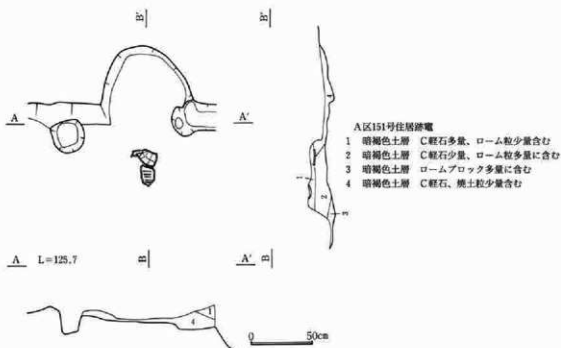 B' B'
A A'
A区151号住居跡竃
1 暗褐色土層 C軽石多量、ローム粒少量含む
2 暗褐色土層 C軽石少量、ローム粒多量に含む
3 暗褐色土層 ロームブロック多量に含む
4 暗褐色土層 C軽石、焼土粒少量含む
4
1
2
3
A L=125.7 B A' B
1
4
0 50cm